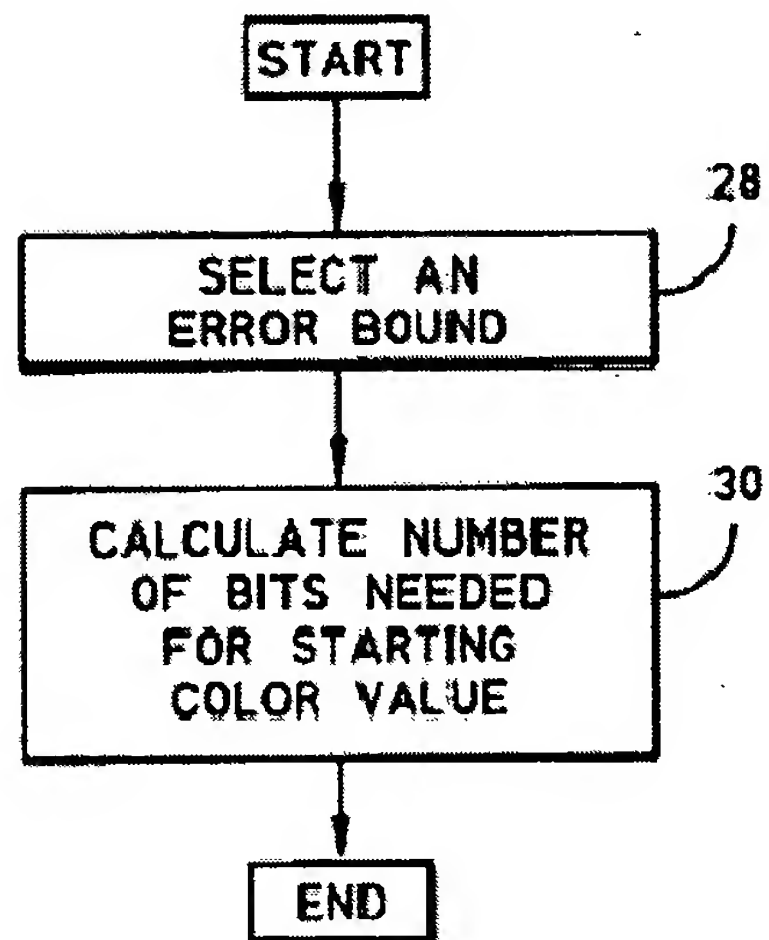 START
28
SELECT AN
ERROR BOUND
30
CALCULATE NUMBER
OF BITS NEEDED
FOR STARTING
COLOR VALUE
END